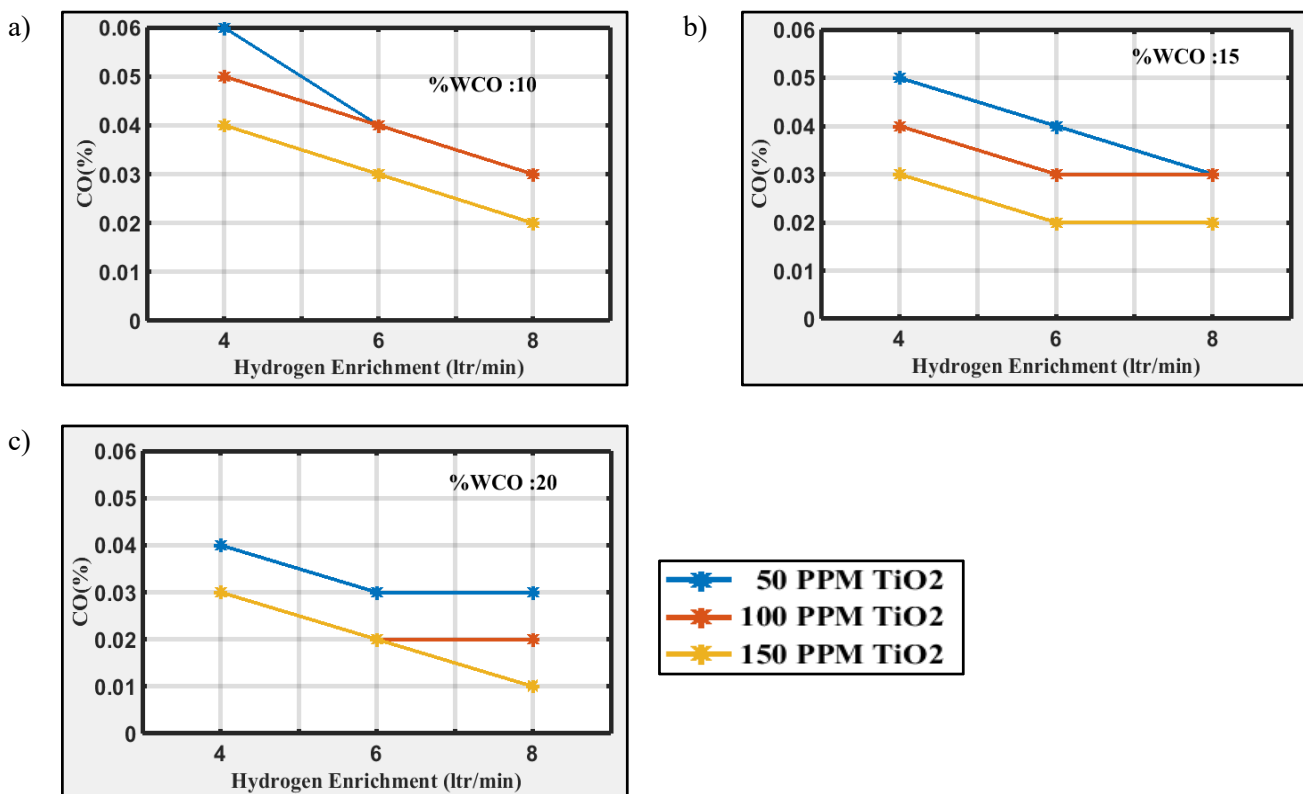 a)
0.06
0.05
0.04
0.03
0.02
0.01
0
CO(%)
%WCO :10
4 6 8
Hydrogen Enrichment (ltr/min)
b)
0.06
0.05
0.04
0.03
0.02
0.01
0
CO(%)
%WCO :15
4 6 8
Hydrogen Enrichment (ltr/min)
c)
0.06
0.05
0.04
0.03
0.02
0.01
0
CO(%)
%WCO :20
4 6 8
Hydrogen Enrichment (ltr/min)
50 PPM TiO2
100 PPM TiO2
150 PPM TiO2